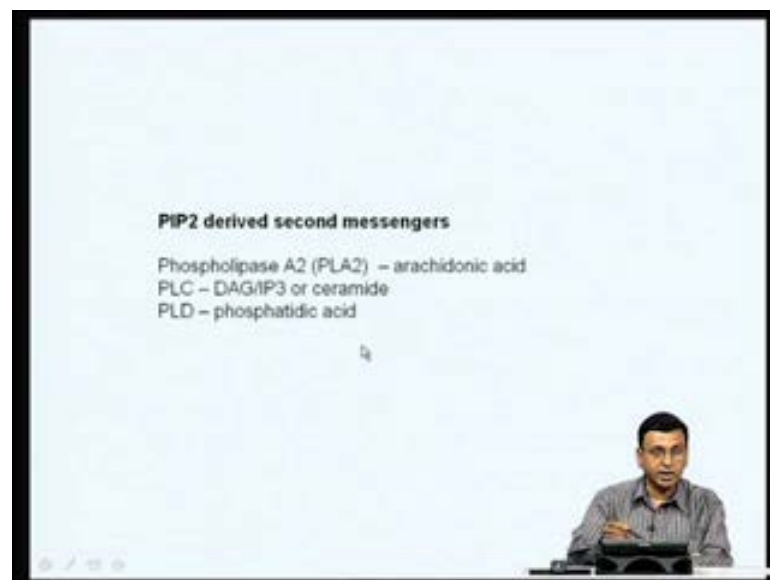 PIP2 derived second messengers
Phospholipase A2 (PLA2) – arachidonic acid
PLC – DAG/IP3 or ceramide
PLD – phosphatidic acid